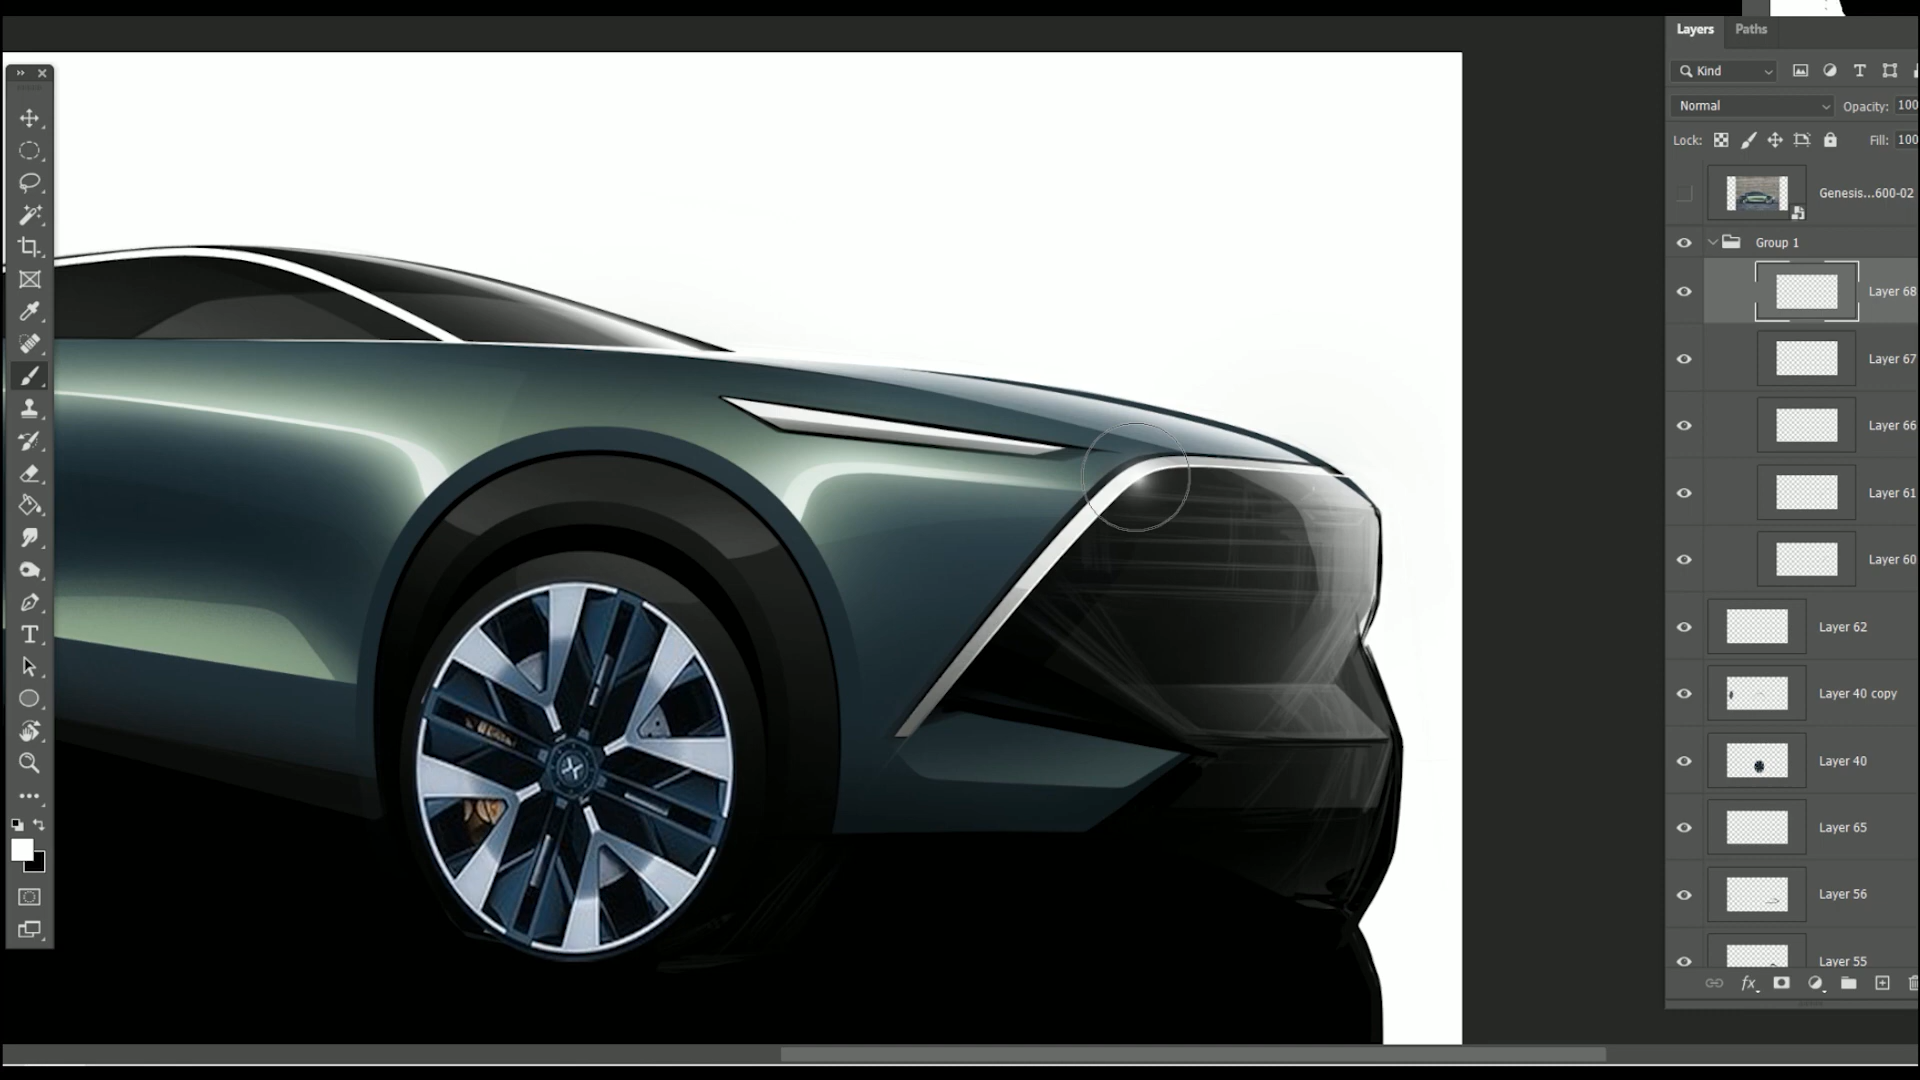 Layers Paths
Kind
Normal Opacity: 100
Lock: Fill: 100
Genesis...600-02
Group 1
Layer 68
Layer 67
Layer 66
Layer 61
Layer 60
Layer 62
Layer 40 copy
Layer 40
Layer 65
Layer 56
Layer 55
fx